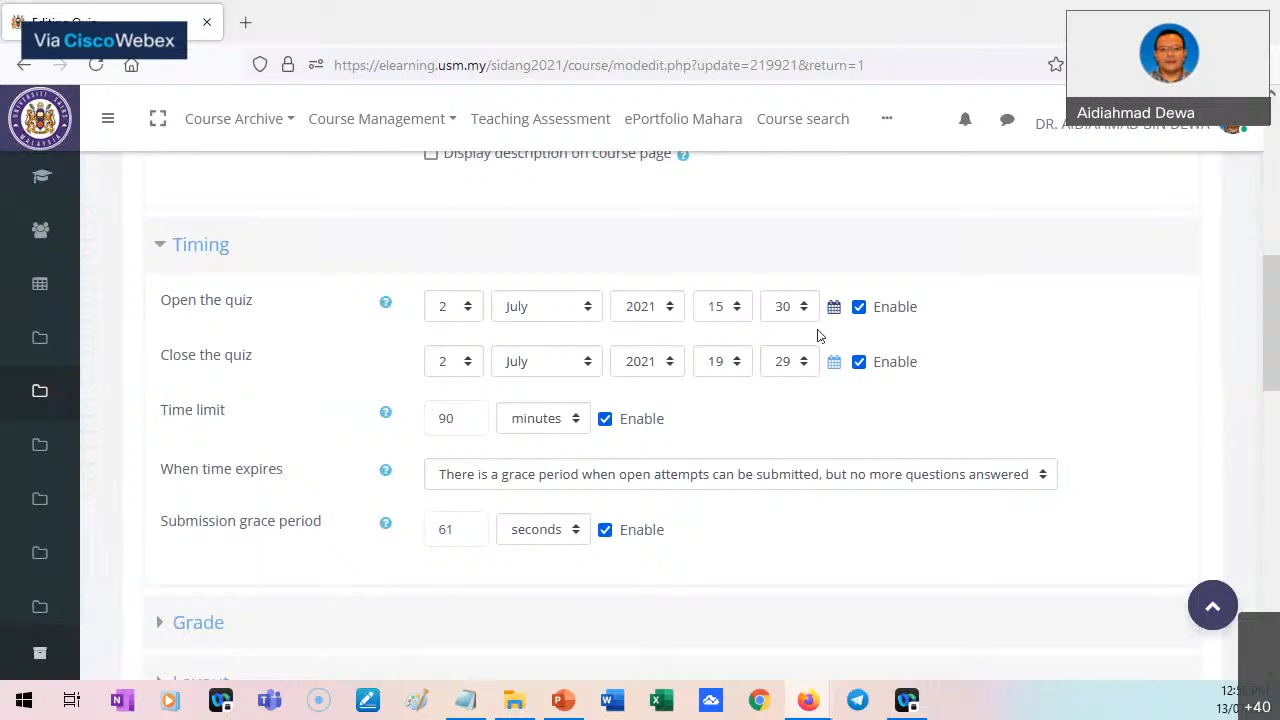 Editing Quiz
Via CiscoWebex
https://elearning.usm.my/sidang2021/course/modedit.php?update=219921&return=1
Aidiahmad Dewa
Course Archive
Course Management
Teaching Assessment
ePortfolio Mahara
Course search
DR. AIDIAHMAD BIN DEWA
Display description on course page
Timing
Open the quiz
2 July 2021 15 30 Enable
Close the quiz
2 July 2021 19 29 Enable
Time limit
90 minutes Enable
When time expires
There is a grace period when open attempts can be submitted, but no more questions answered
Submission grace period
61 seconds Enable
Grade
+40